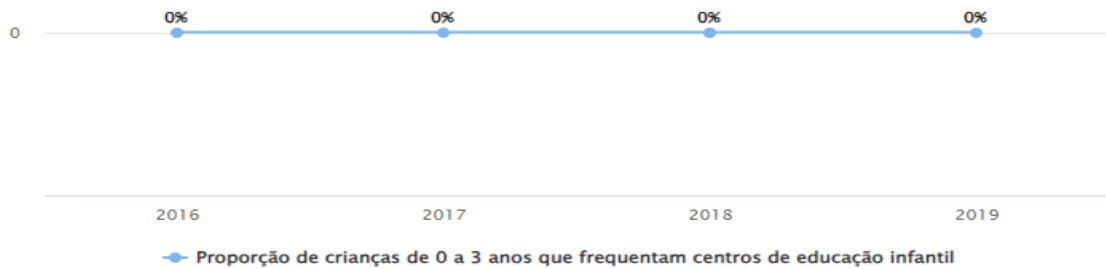 0% 0% 0% 0%
0
2016 2017 2018 2019
Proporção de crianças de 0 a 3 anos que frequentam centros de educação infantil